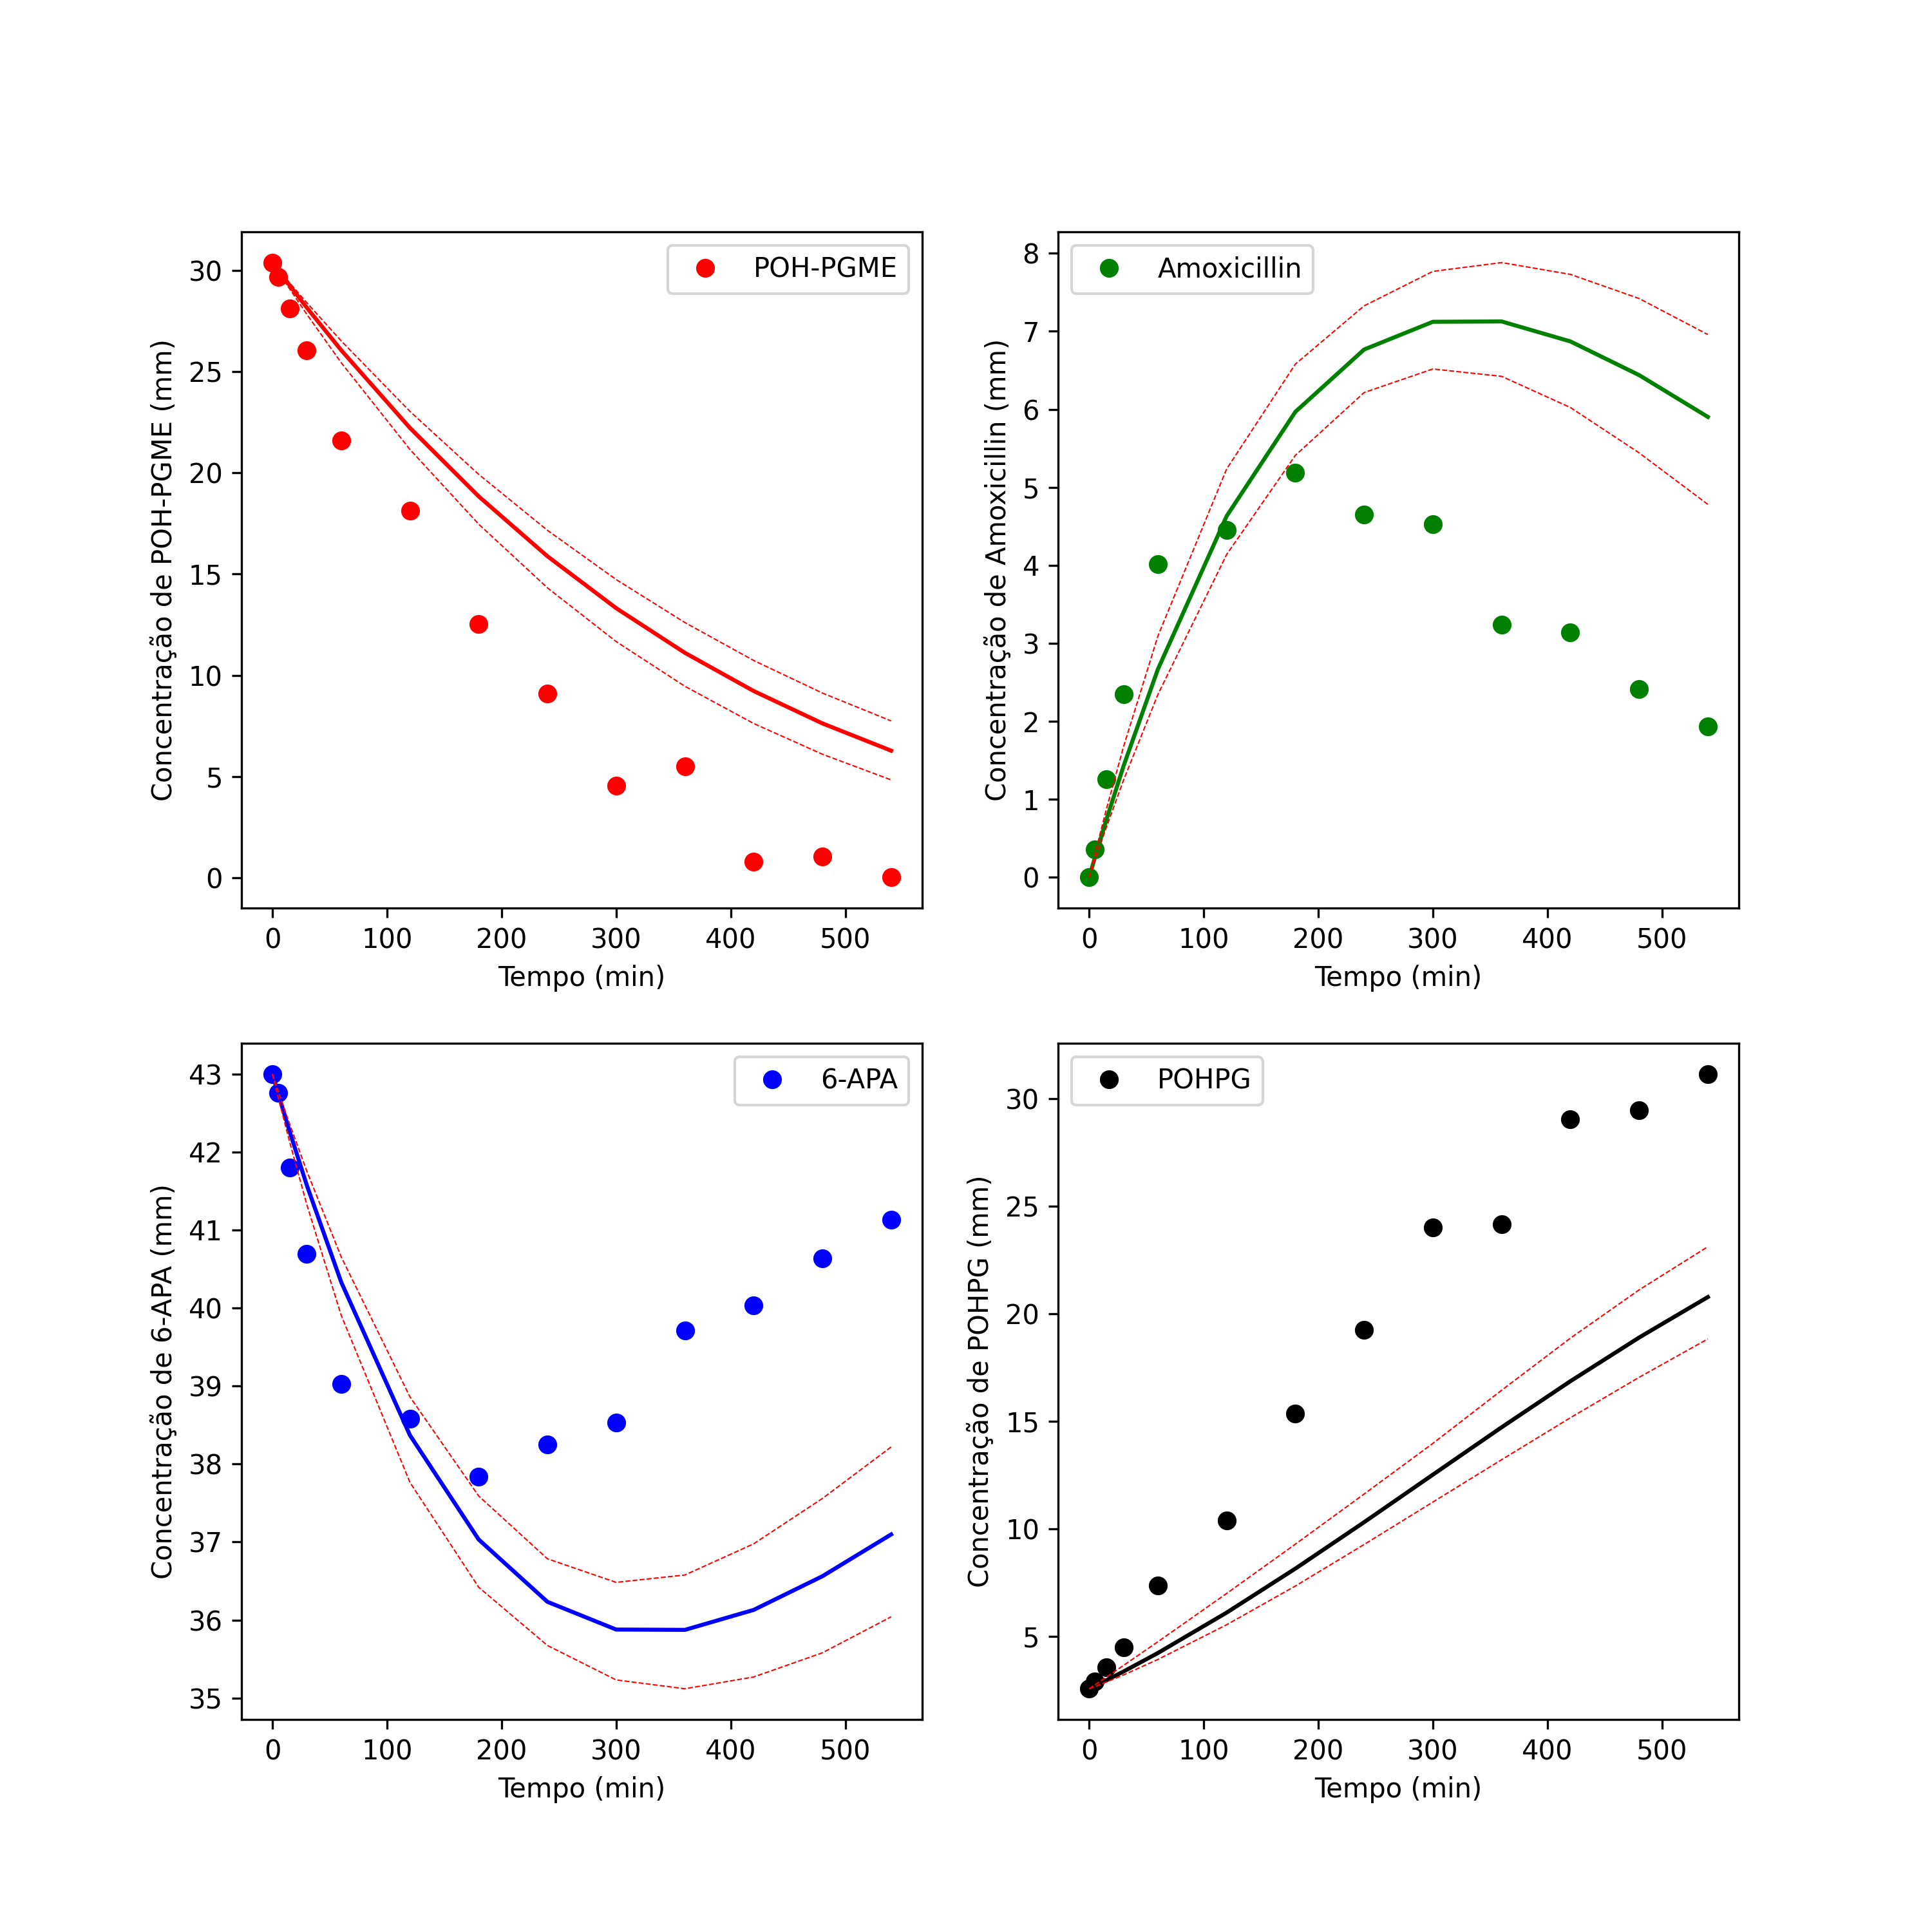 POH-PGME
30
25
20
15
10
5
0
Concentração de POH-PGME (mm)
0 100 200 300 400 500
Tempo (min)
Amoxicillin
8
7
6
5
4
3
2
1
0
Concentração de Amoxicillin (mm)
0 100 200 300 400 500
Tempo (min)
6-APA
43
42
41
40
39
38
37
36
35
Concentração de 6-APA (mm)
0 100 200 300 400 500
Tempo (min)
POHPG
30
25
20
15
10
5
Concentração de POHPG (mm)
0 100 200 300 400 500
Tempo (min)